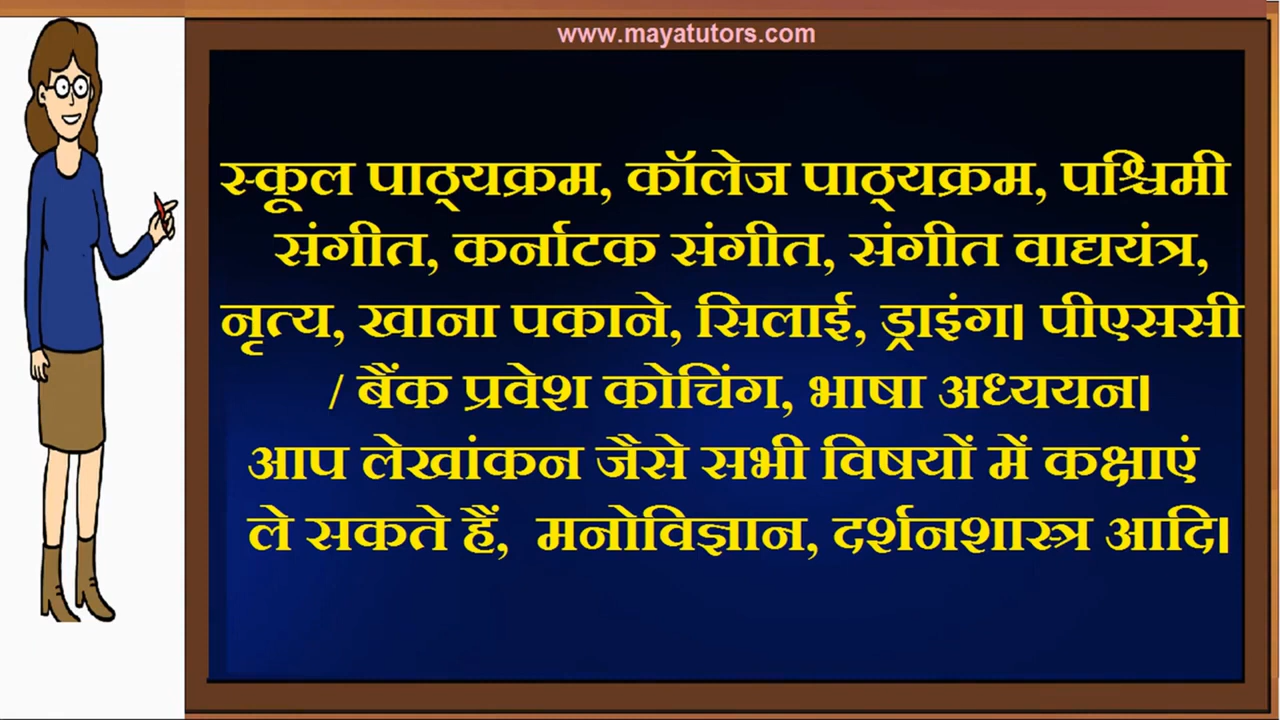 www.mayatutors.com
स्कूल पाठ्यक्रम, कॉलेज पाठ्यक्रम, पश्चिमी
संगीत, कर्नाटक संगीत, संगीत वाद्ययंत्र,
नृत्य, खाना पकाने, सिलाई, ड्राइंग। पीएससी
/ बैंक प्रवेश कोचिंग, भाषा अध्ययन।
आप लेखांकन जैसे सभी विषयों में कक्षाएं
ले सकते हैं, मनोविज्ञान, दर्शनशास्त्र आदि।